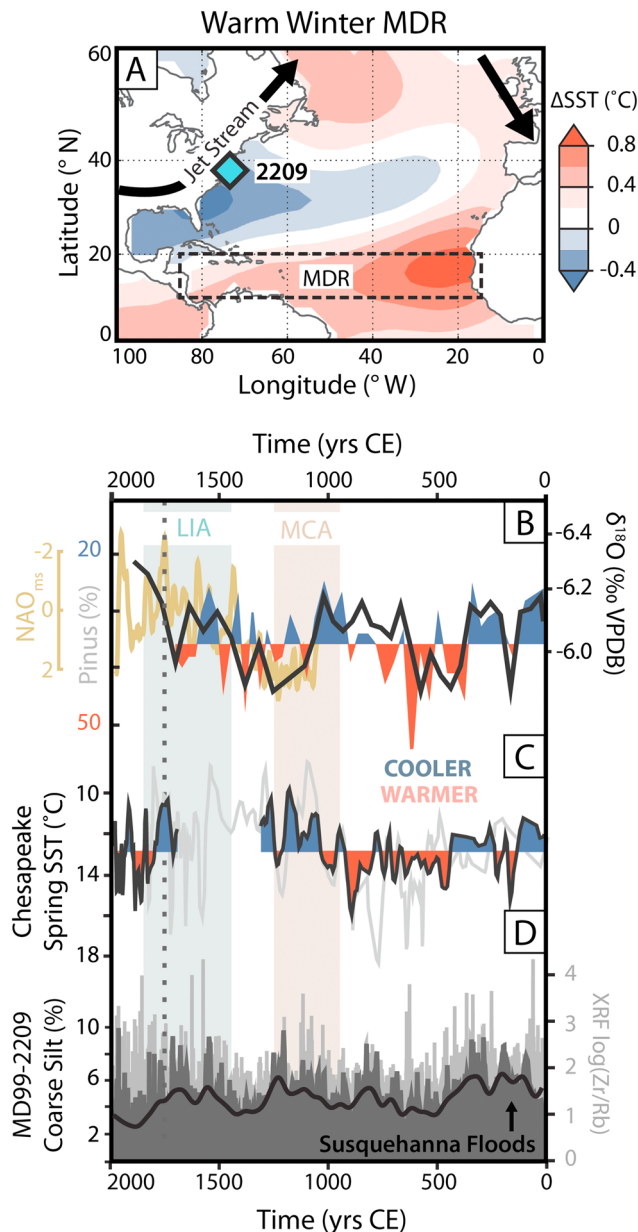 Warm Winter MDR
A
60
40
20
0
Latitude (° N)
Jet Stream
2209
MDR
100
80
60
40
20
0
Longitude (° W)
ΔSST (˚C)
0.8
0.4
0
-0.4
Time (yrs CE)
2000
1500
1000
500
0
LIA
MCA
B
-2
0
2
NAOms
20
50
Pinus (%)
-6.4
-6.2
-6.0
δ18O (‰ VPDB)
C
COOLER
WARMER
10
14
18
Chesapeake
Spring SST (˚C)
D
10
6
2
MD99-2209
Coarse Silt (%)
4
3
2
1
0
XRF log(Zr/Rb)
Susquehanna Floods
2000
1500
1000
500
0
Time (yrs CE)